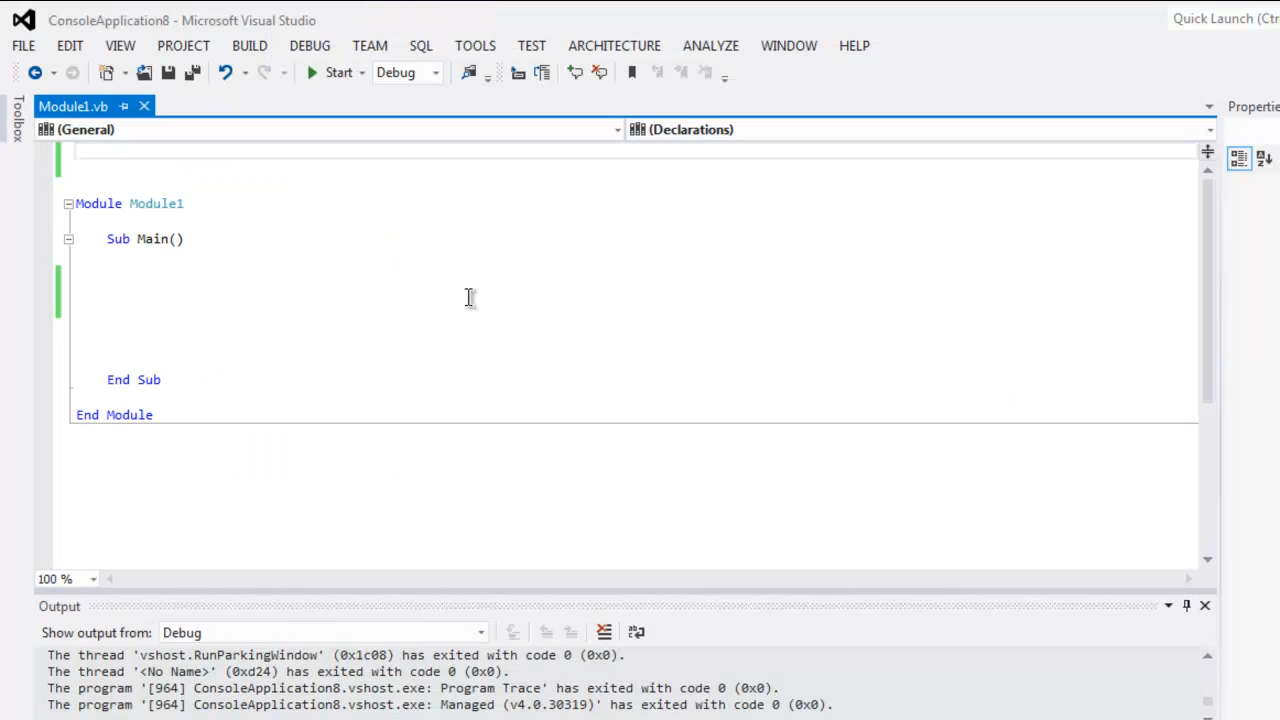 ConsoleApplication8 - Microsoft Visual Studio
Quick Launch (Ctr
FILE EDIT VIEW PROJECT BUILD DEBUG TEAM SQL TOOLS TEST ARCHITECTURE ANALYZE WINDOW HELP
Start Debug
Toolbox
Module1.vb
Propertie
(General) (Declarations)
Module Module1
Sub Main()
End Sub
End Module
100 %
Output
Show output from: Debug
The thread 'vshost.RunParkingWindow' (0x1c08) has exited with code 0 (0x0).
The thread '<No Name>' (0xd24) has exited with code 0 (0x0).
The program '[964] ConsoleApplication8.vshost.exe: Program Trace' has exited with code 0 (0x0).
The program '[964] ConsoleApplication8.vshost.exe: Managed (v4.0.30319)' has exited with code 0 (0x0).